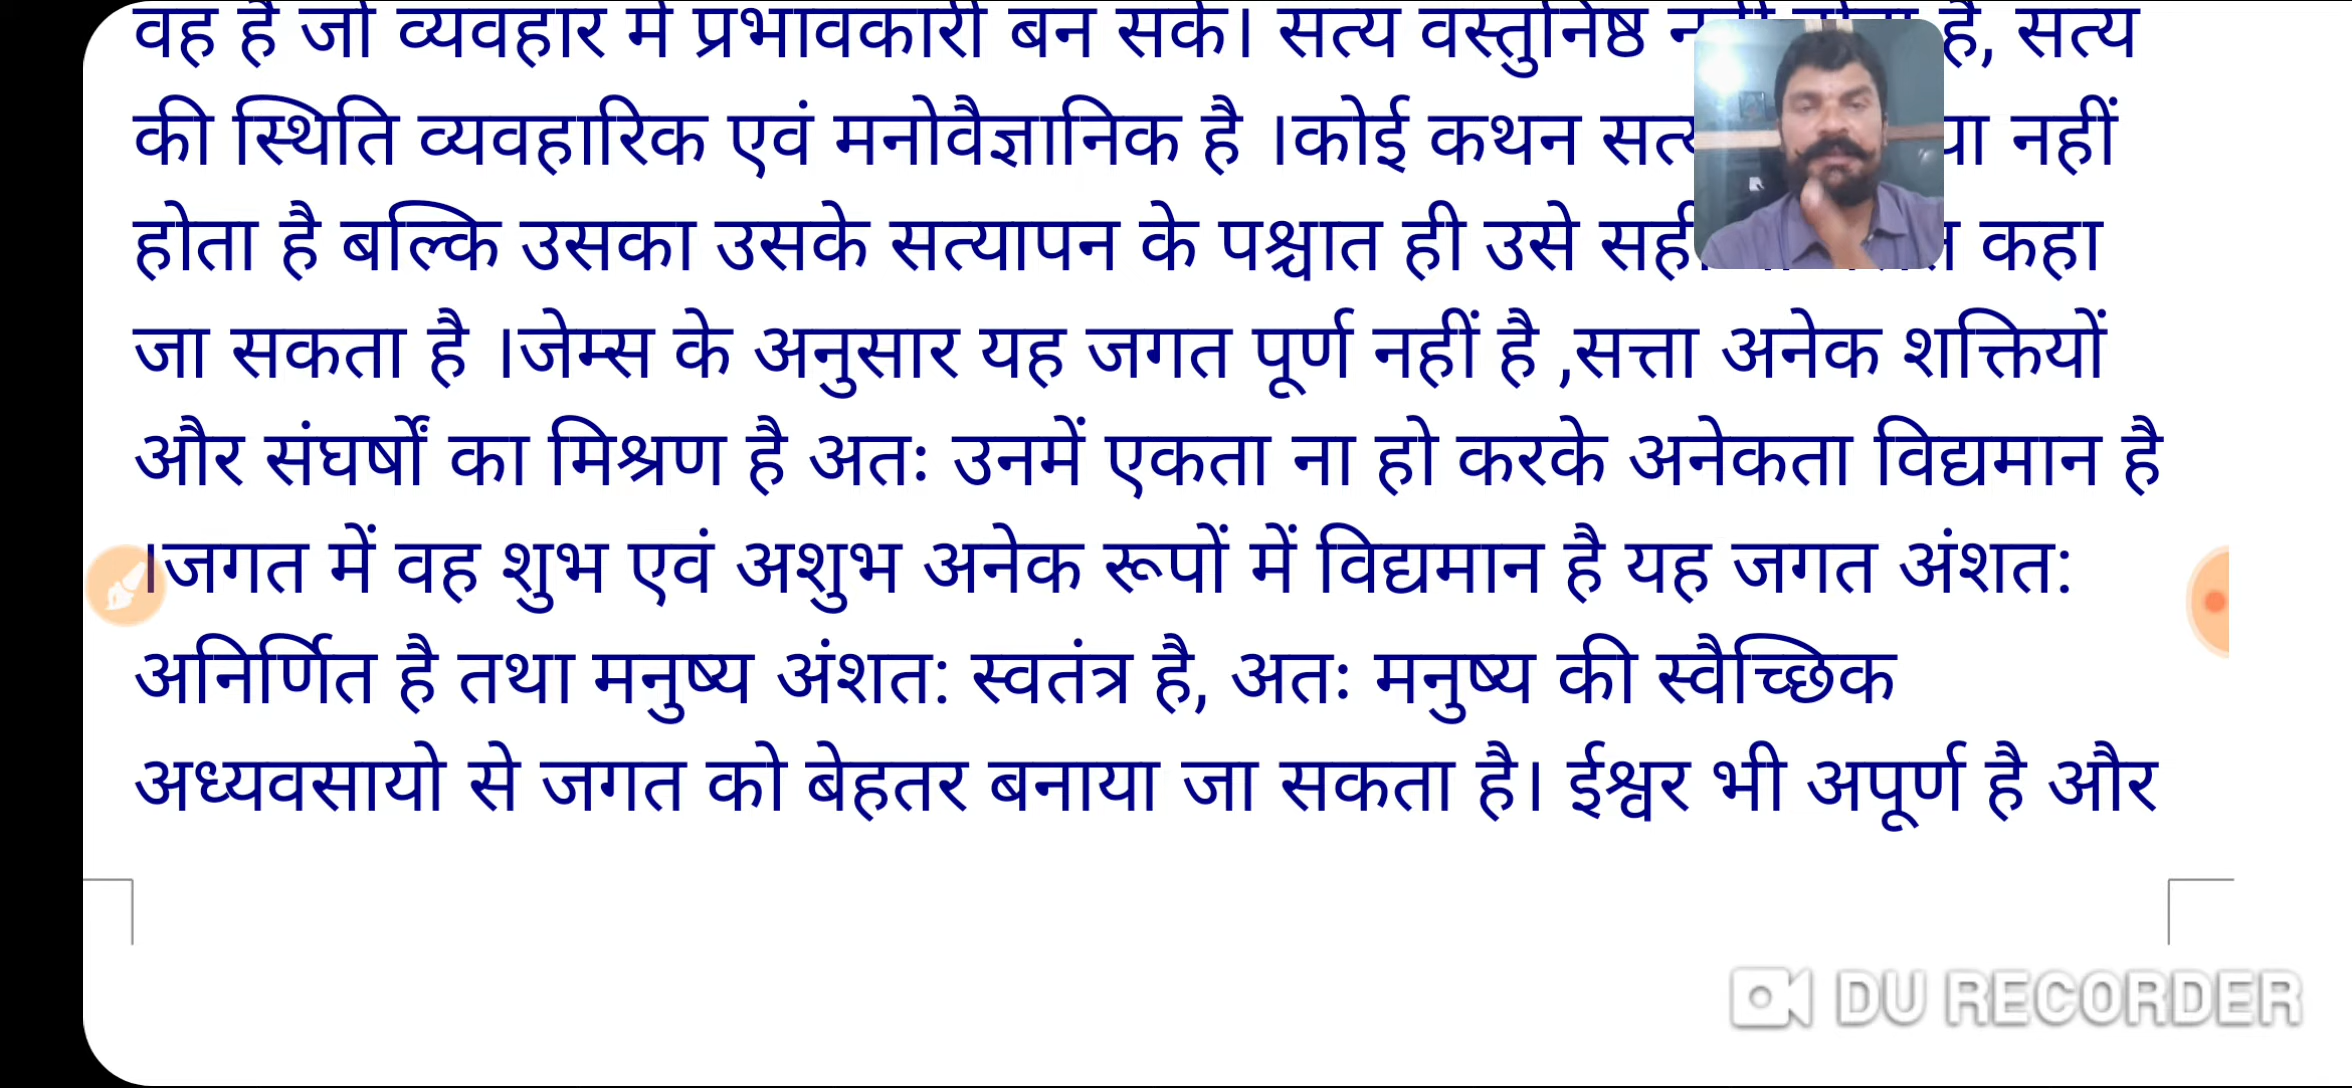 वह है जो व्यवहार में प्रभावकारी बन सके। सत्य वस्तुनिष्ठ है, सत्य
की स्थिति व्यवहारिक एवं मनोवैज्ञानिक है ।कोई कथन नहीं
होता है बल्कि उसका उसके सत्यापन के पश्चात ही उसे कहा
जा सकता है ।जेम्स के अनुसार यह जगत पूर्ण नहीं है ,सत्ता अनेक शक्तियों
और संघर्षों का मिश्रण है अतः उनमें एकता ना हो करके अनेकता विद्यमान है
।जगत में वह शुभ एवं अशुभ अनेक रूपों में विद्यमान है यह जगत अंशत:
अनिर्णित है तथा मनुष्य अंशत: स्वतंत्र है, अतः मनुष्य की स्वैच्छिक
अध्यवसायो से जगत को बेहतर बनाया जा सकता है। ईश्वर भी अपूर्ण है और
DU RECORDER